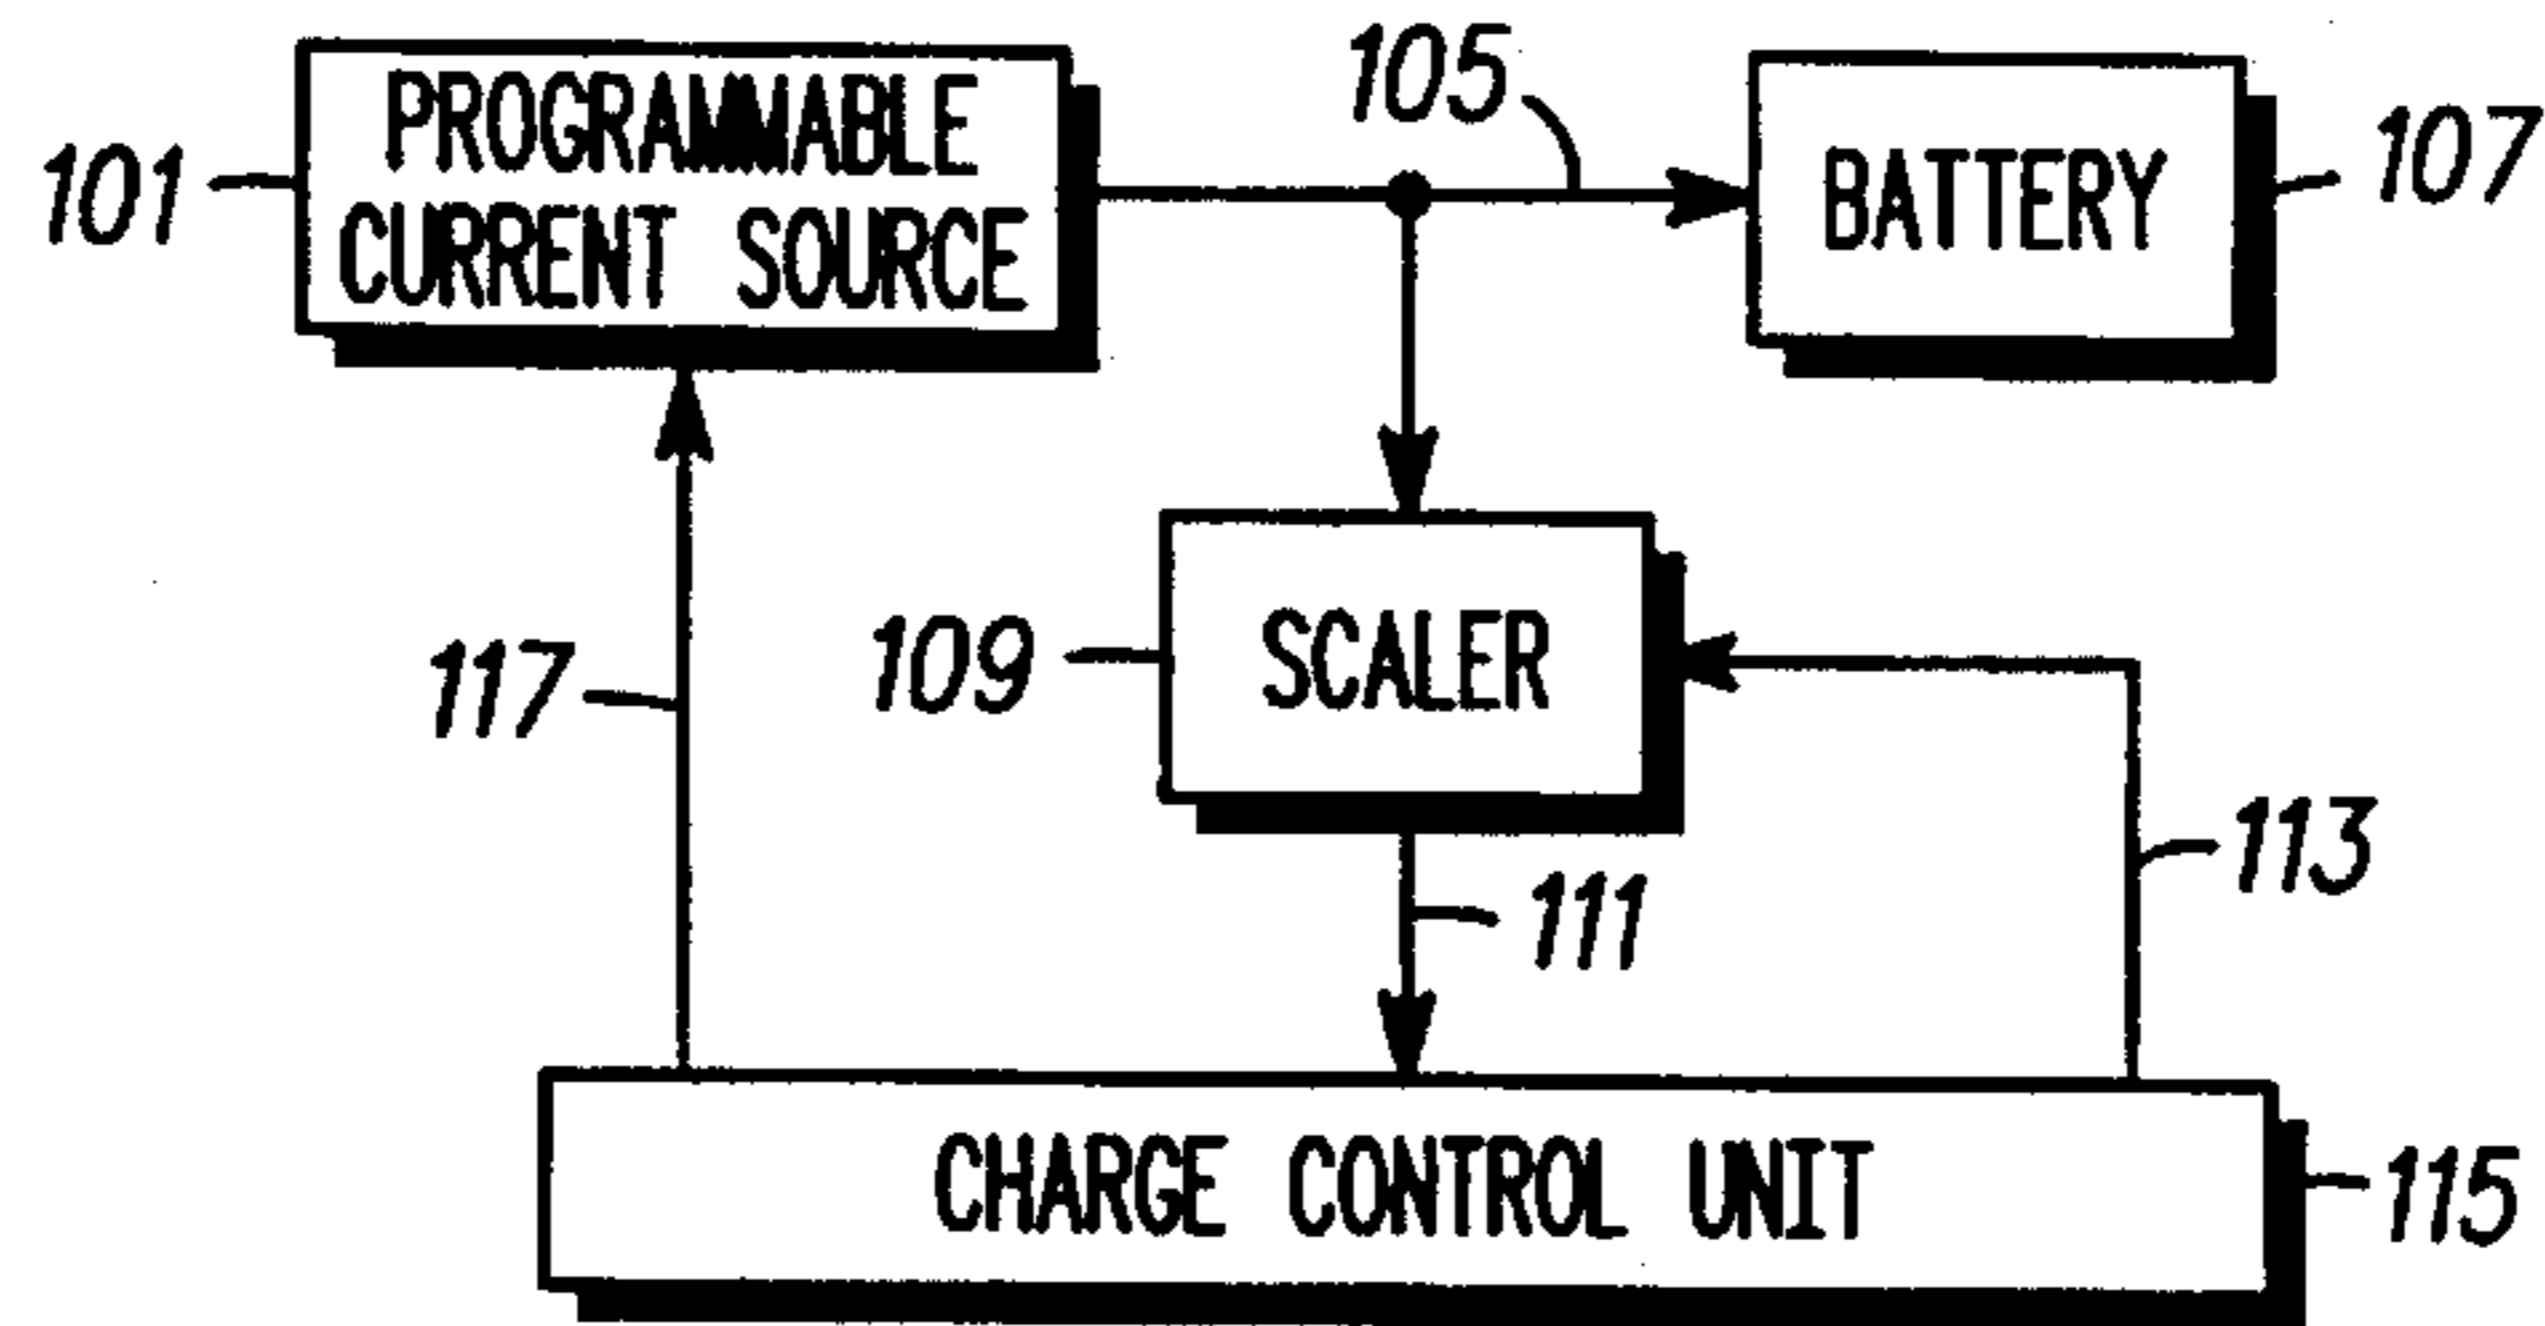 105
PROGRAMMABLE
CURRENT SOURCE
101
BATTERY
107
SCALER
109
117
113
111
CHARGE CONTROL UNIT
115